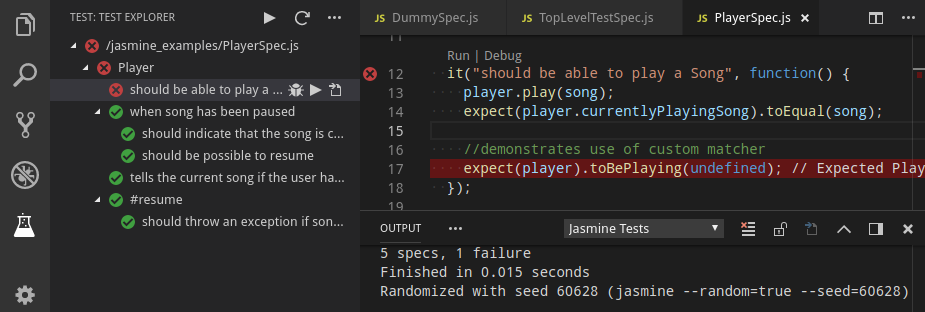 TEST: TEST EXPLORER
/jasmine_examples/PlayerSpec.js
Player
should be able to play a ...
when song has been paused
should indicate that the song is c...
should be possible to resume
tells the current song if the user ha...
#resume
should throw an exception if son...
JS DummySpec.js
JS TopLevelTestSpec.js
JS PlayerSpec.js
11
Run | Debug
12 it("should be able to play a Song", function() {
13 player.play(song);
14 expect(player.currentlyPlayingSong).toEqual(song);
15
16 //demonstrates use of custom matcher
17 expect(player).toBePlaying(undefined); // Expected Play
18 });
19
OUTPUT ... Jasmine Tests
5 specs, 1 failure
Finished in 0.015 seconds
Randomized with seed 60628 (jasmine --random=true --seed=60628)